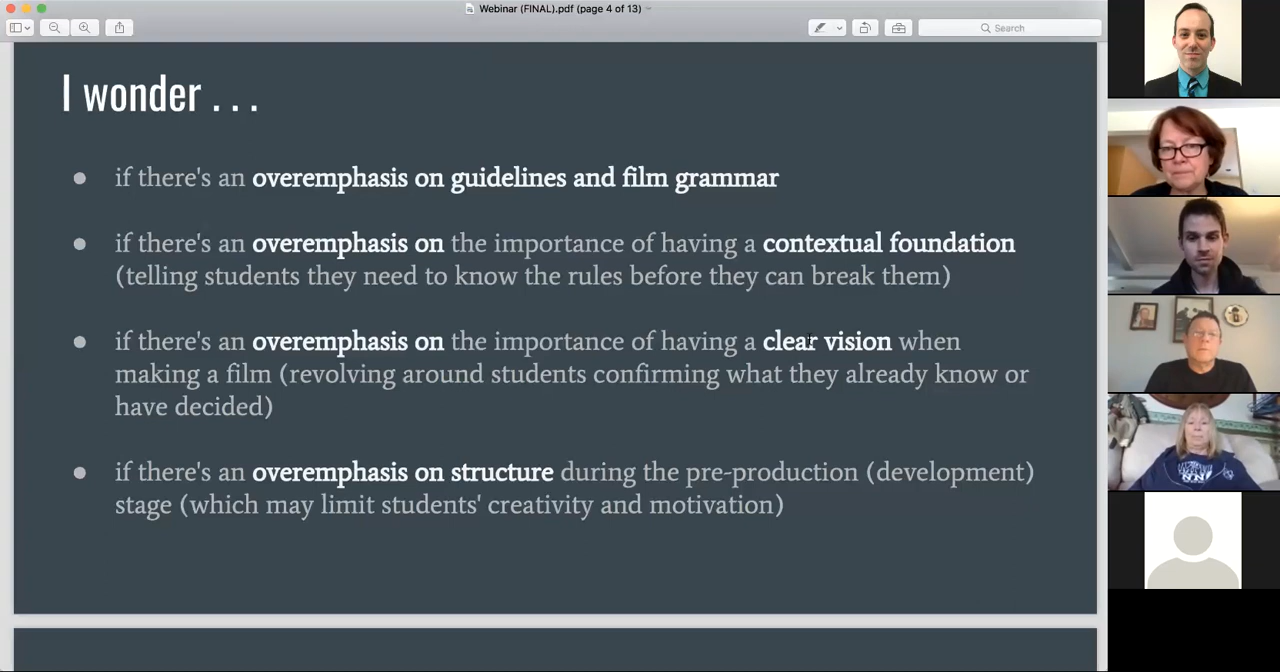 Webinar (FINAL).pdf (page 4 of 13)
Search
I wonder . . .
if there's an overemphasis on guidelines and film grammar
if there's an overemphasis on the importance of having a contextual foundation
(telling students they need to know the rules before they can break them)
if there's an overemphasis on the importance of having a clear vision when
making a film (revolving around students confirming what they already know or
have decided)
if there's an overemphasis on structure during the pre-production (development)
stage (which may limit students' creativity and motivation)